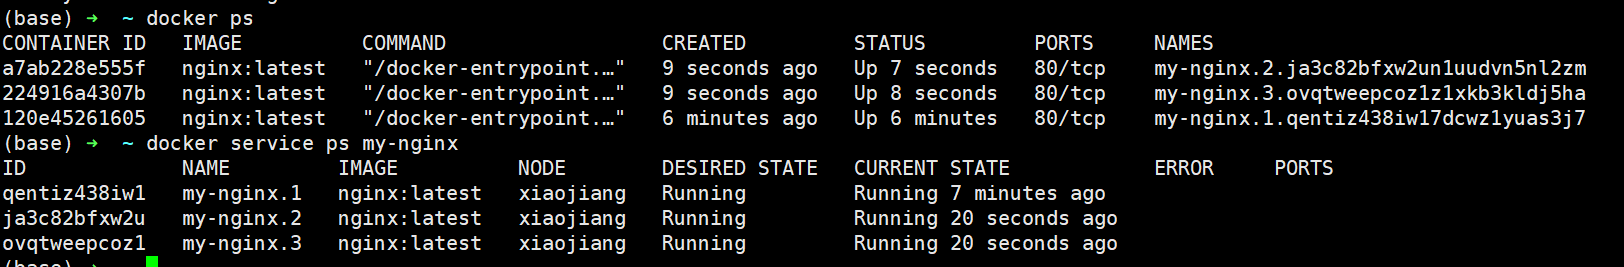 (base) ➜  ~ docker ps
CONTAINER ID   IMAGE          COMMAND                  CREATED         STATUS         PORTS     NAMES
a7ab228e555f   nginx:latest   "/docker-entrypoint.…"   9 seconds ago   Up 7 seconds   80/tcp    my-nginx.2.ja3c82bfxw2un1uudvn5nl2zm
224916a4307b   nginx:latest   "/docker-entrypoint.…"   9 seconds ago   Up 8 seconds   80/tcp    my-nginx.3.ovqtweepcoz1z1xkb3kldj5ha
120e45261605   nginx:latest   "/docker-entrypoint.…"   6 minutes ago   Up 6 minutes   80/tcp    my-nginx.1.qentiz438iw17dcwz1yuas3j7
(base) ➜  ~ docker service ps my-nginx
ID             NAME         IMAGE          NODE        DESIRED STATE   CURRENT STATE            ERROR     PORTS
qentiz438iw1   my-nginx.1   nginx:latest   xiaojiang   Running         Running 7 minutes ago
ja3c82bfxw2u   my-nginx.2   nginx:latest   xiaojiang   Running         Running 20 seconds ago
ovqtweepcoz1   my-nginx.3   nginx:latest   xiaojiang   Running         Running 20 seconds ago
(base) ➜